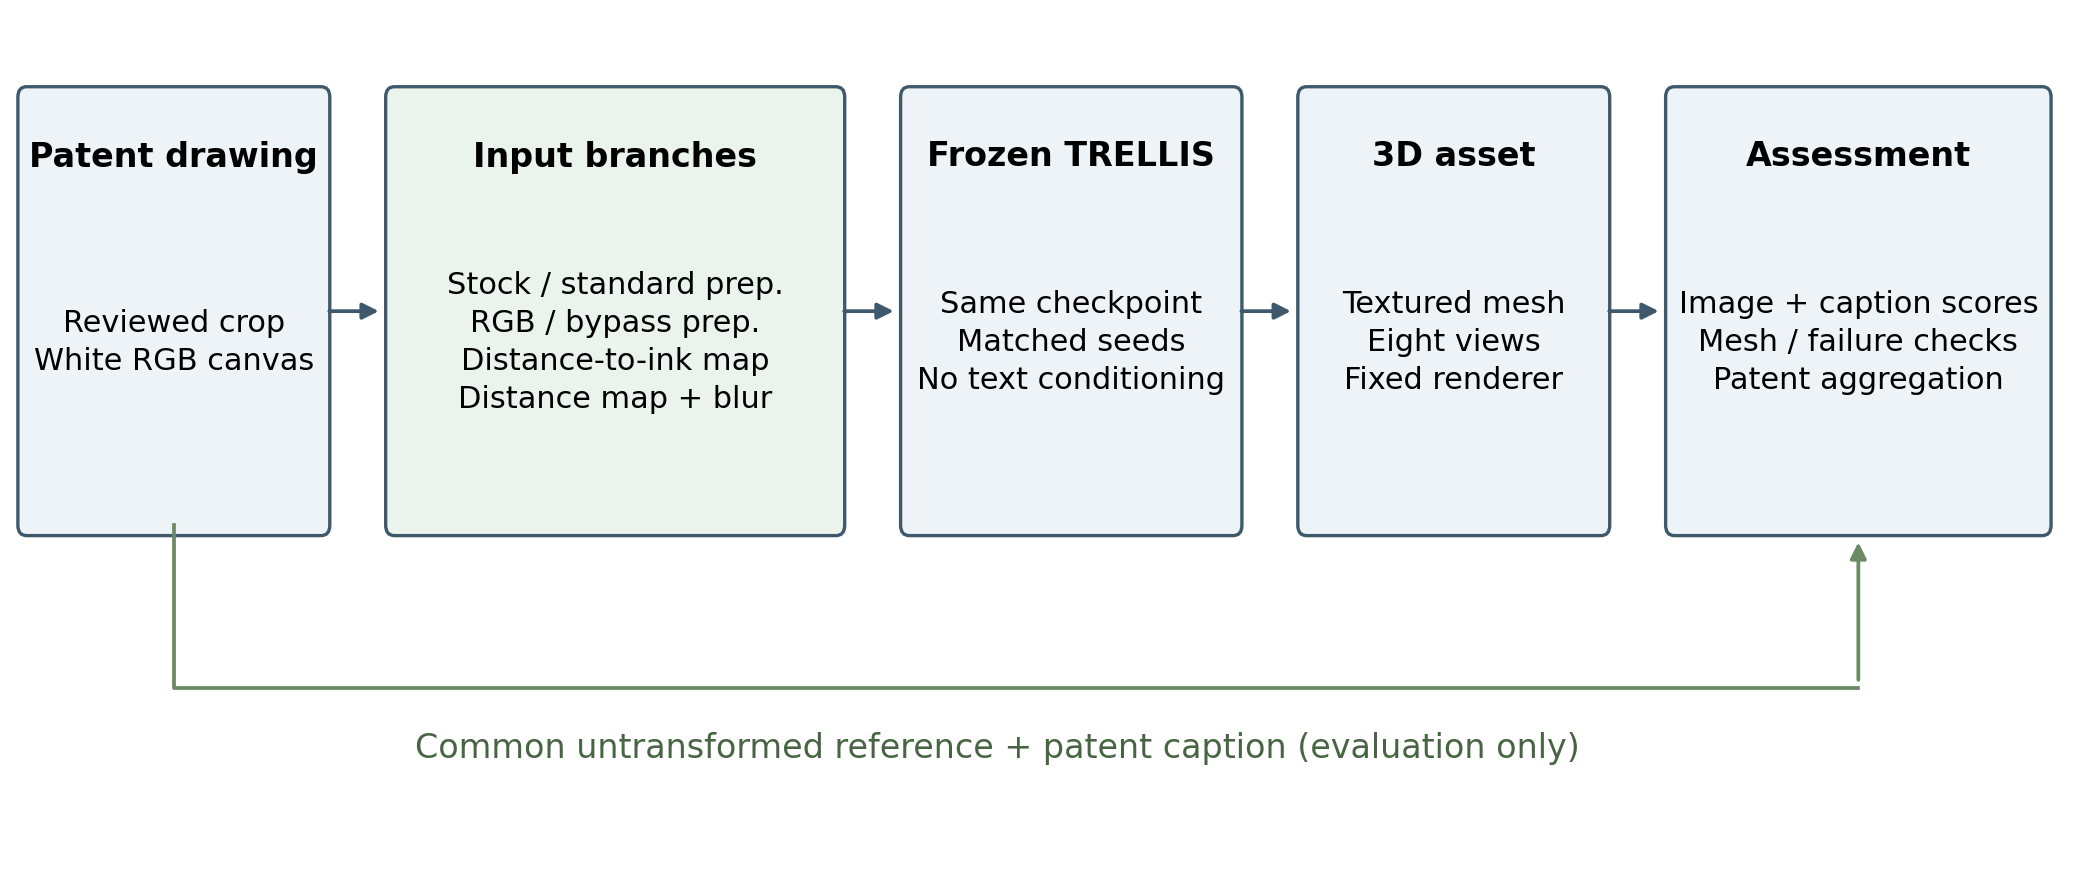 Patent drawing
Reviewed crop
White RGB canvas
Input branches
Stock / standard prep.
RGB / bypass prep.
Distance-to-ink map
Distance map + blur
Frozen TRELLIS
Same checkpoint
Matched seeds
No text conditioning
3D asset
Textured mesh
Eight views
Fixed renderer
Assessment
Image + caption scores
Mesh / failure checks
Patent aggregation
Common untransformed reference + patent caption (evaluation only)